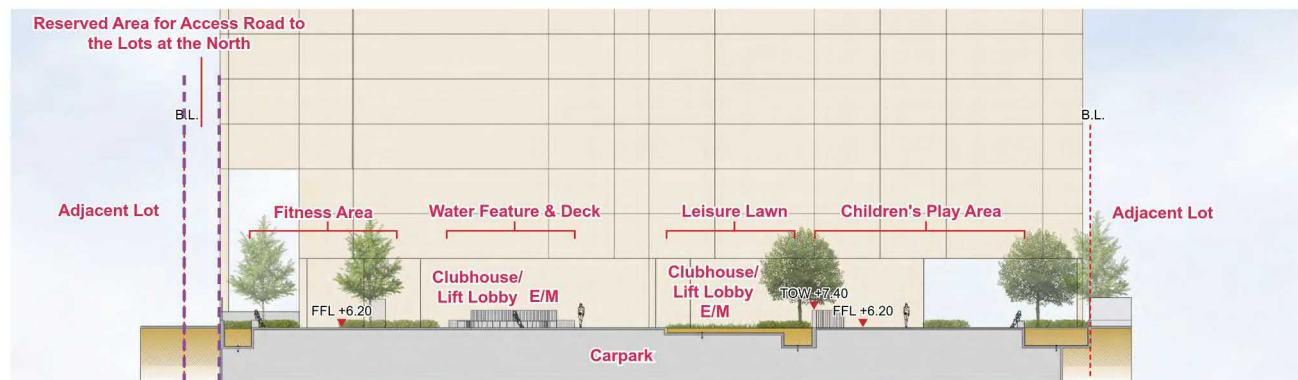 Reserved Area for Access Road to
the Lots at the North
B.L.
B.L.
Adjacent Lot
Fitness Area
Water Feature & Deck
Leisure Lawn
Children's Play Area
Adjacent Lot
Clubhouse/
Lift Lobby E/M
Clubhouse/
Lift Lobby
E/M
TOW +7.40
FFL +6.20
FFL +6.20
Carpark